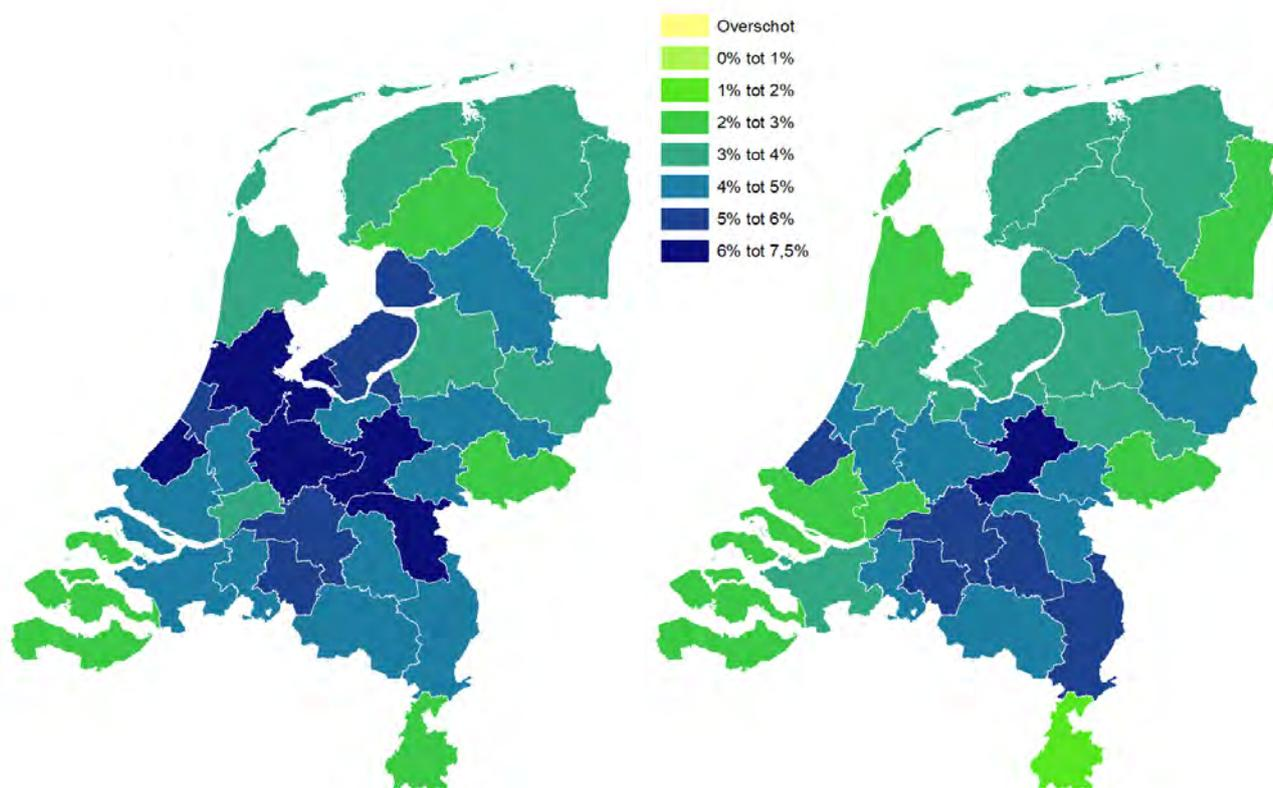 Overschot
0% tot 1%
1% tot 2%
2% tot 3%
3% tot 4%
4% tot 5%
5% tot 6%
6% tot 7,5%